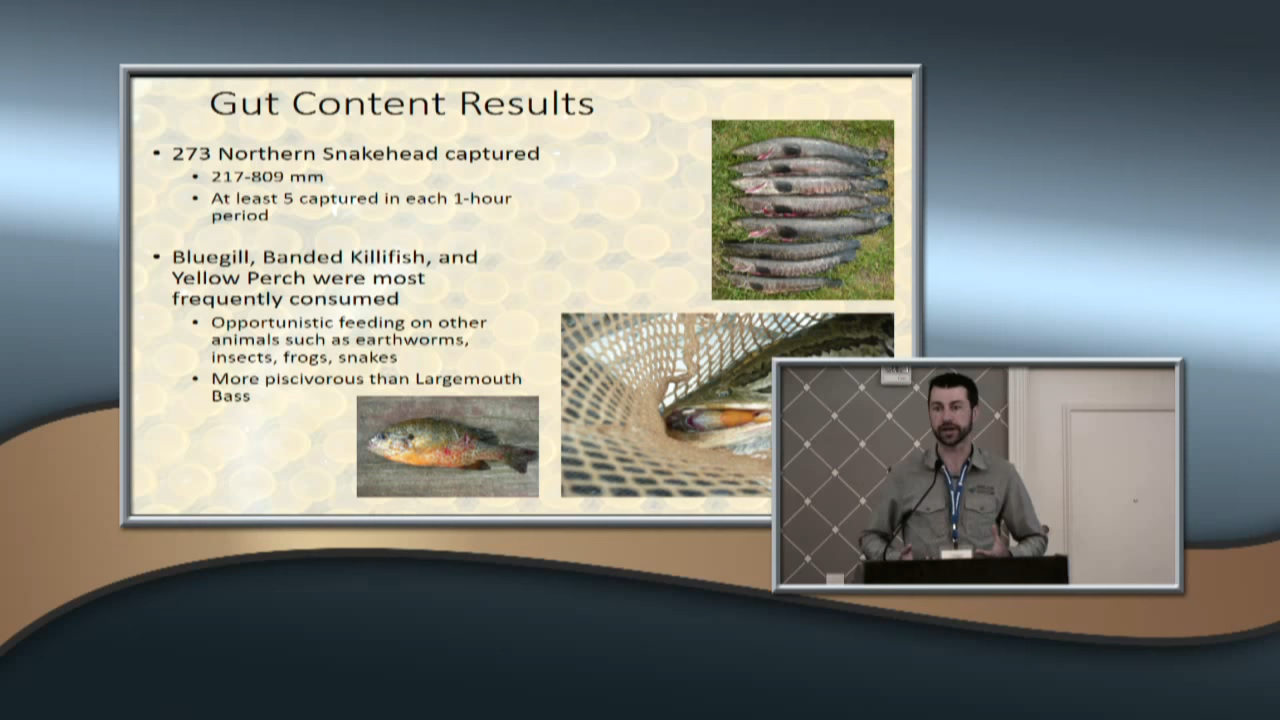 Gut Content Results
• 273 Northern Snakehead captured
• 217-809 mm
• At least 5 captured in each 1-hour
period
• Bluegill, Banded Killifish, and
Yellow Perch were most
frequently consumed
• Opportunistic feeding on other
animals such as earthworms,
insects, frogs, snakes
• More piscivorous than Largemouth
Bass